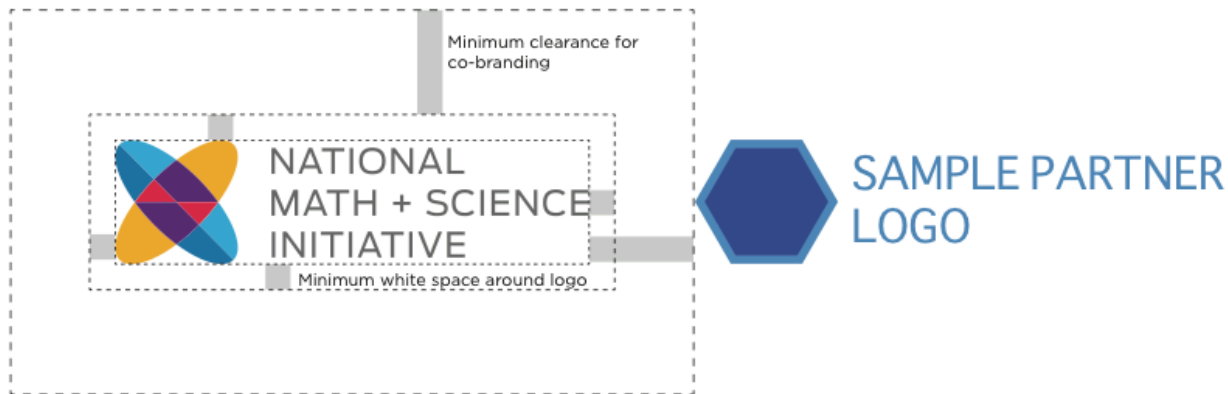 Minimum clearance for
co-branding
NATIONAL
MATH + SCIENCE
INITIATIVE
Minimum white space around logo
SAMPLE PARTNER
LOGO